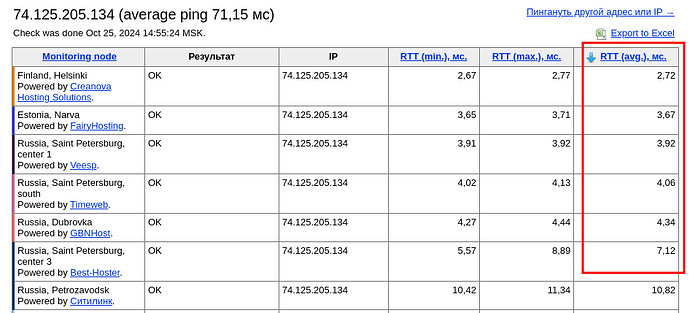 74.125.205.134 (average ping 71,15 мс)
Пингануть другой адрес или IP →
Check was done Oct 25, 2024 14:55:24 MSK.
Export to Excel
Monitoring node Результат IP RTT (min.), мс. RTT (max.), мс. RTT (avg.), мс.
Finland, Helsinki OK 74.125.205.134 2,67 2,77 2,72
Powered by Creanova
Hosting Solutions.
Estonia, Narva OK 74.125.205.134 3,65 3,71 3,67
Powered by FairyHosting.
Russia, Saint Petersburg, OK 74.125.205.134 3,91 3,92 3,92
center 1
Powered by Veesp.
Russia, Saint Petersburg, OK 74.125.205.134 4,02 4,13 4,06
south
Powered by Timeweb.
Russia, Dubrovka OK 74.125.205.134 4,27 4,44 4,34
Powered by GBNHost.
Russia, Saint Petersburg, OK 74.125.205.134 5,57 8,89 7,12
center 3
Powered by Best-Hoster.
Russia, Petrozavodsk OK 74.125.205.134 10,42 11,34 10,82
Powered by Ситилинк.